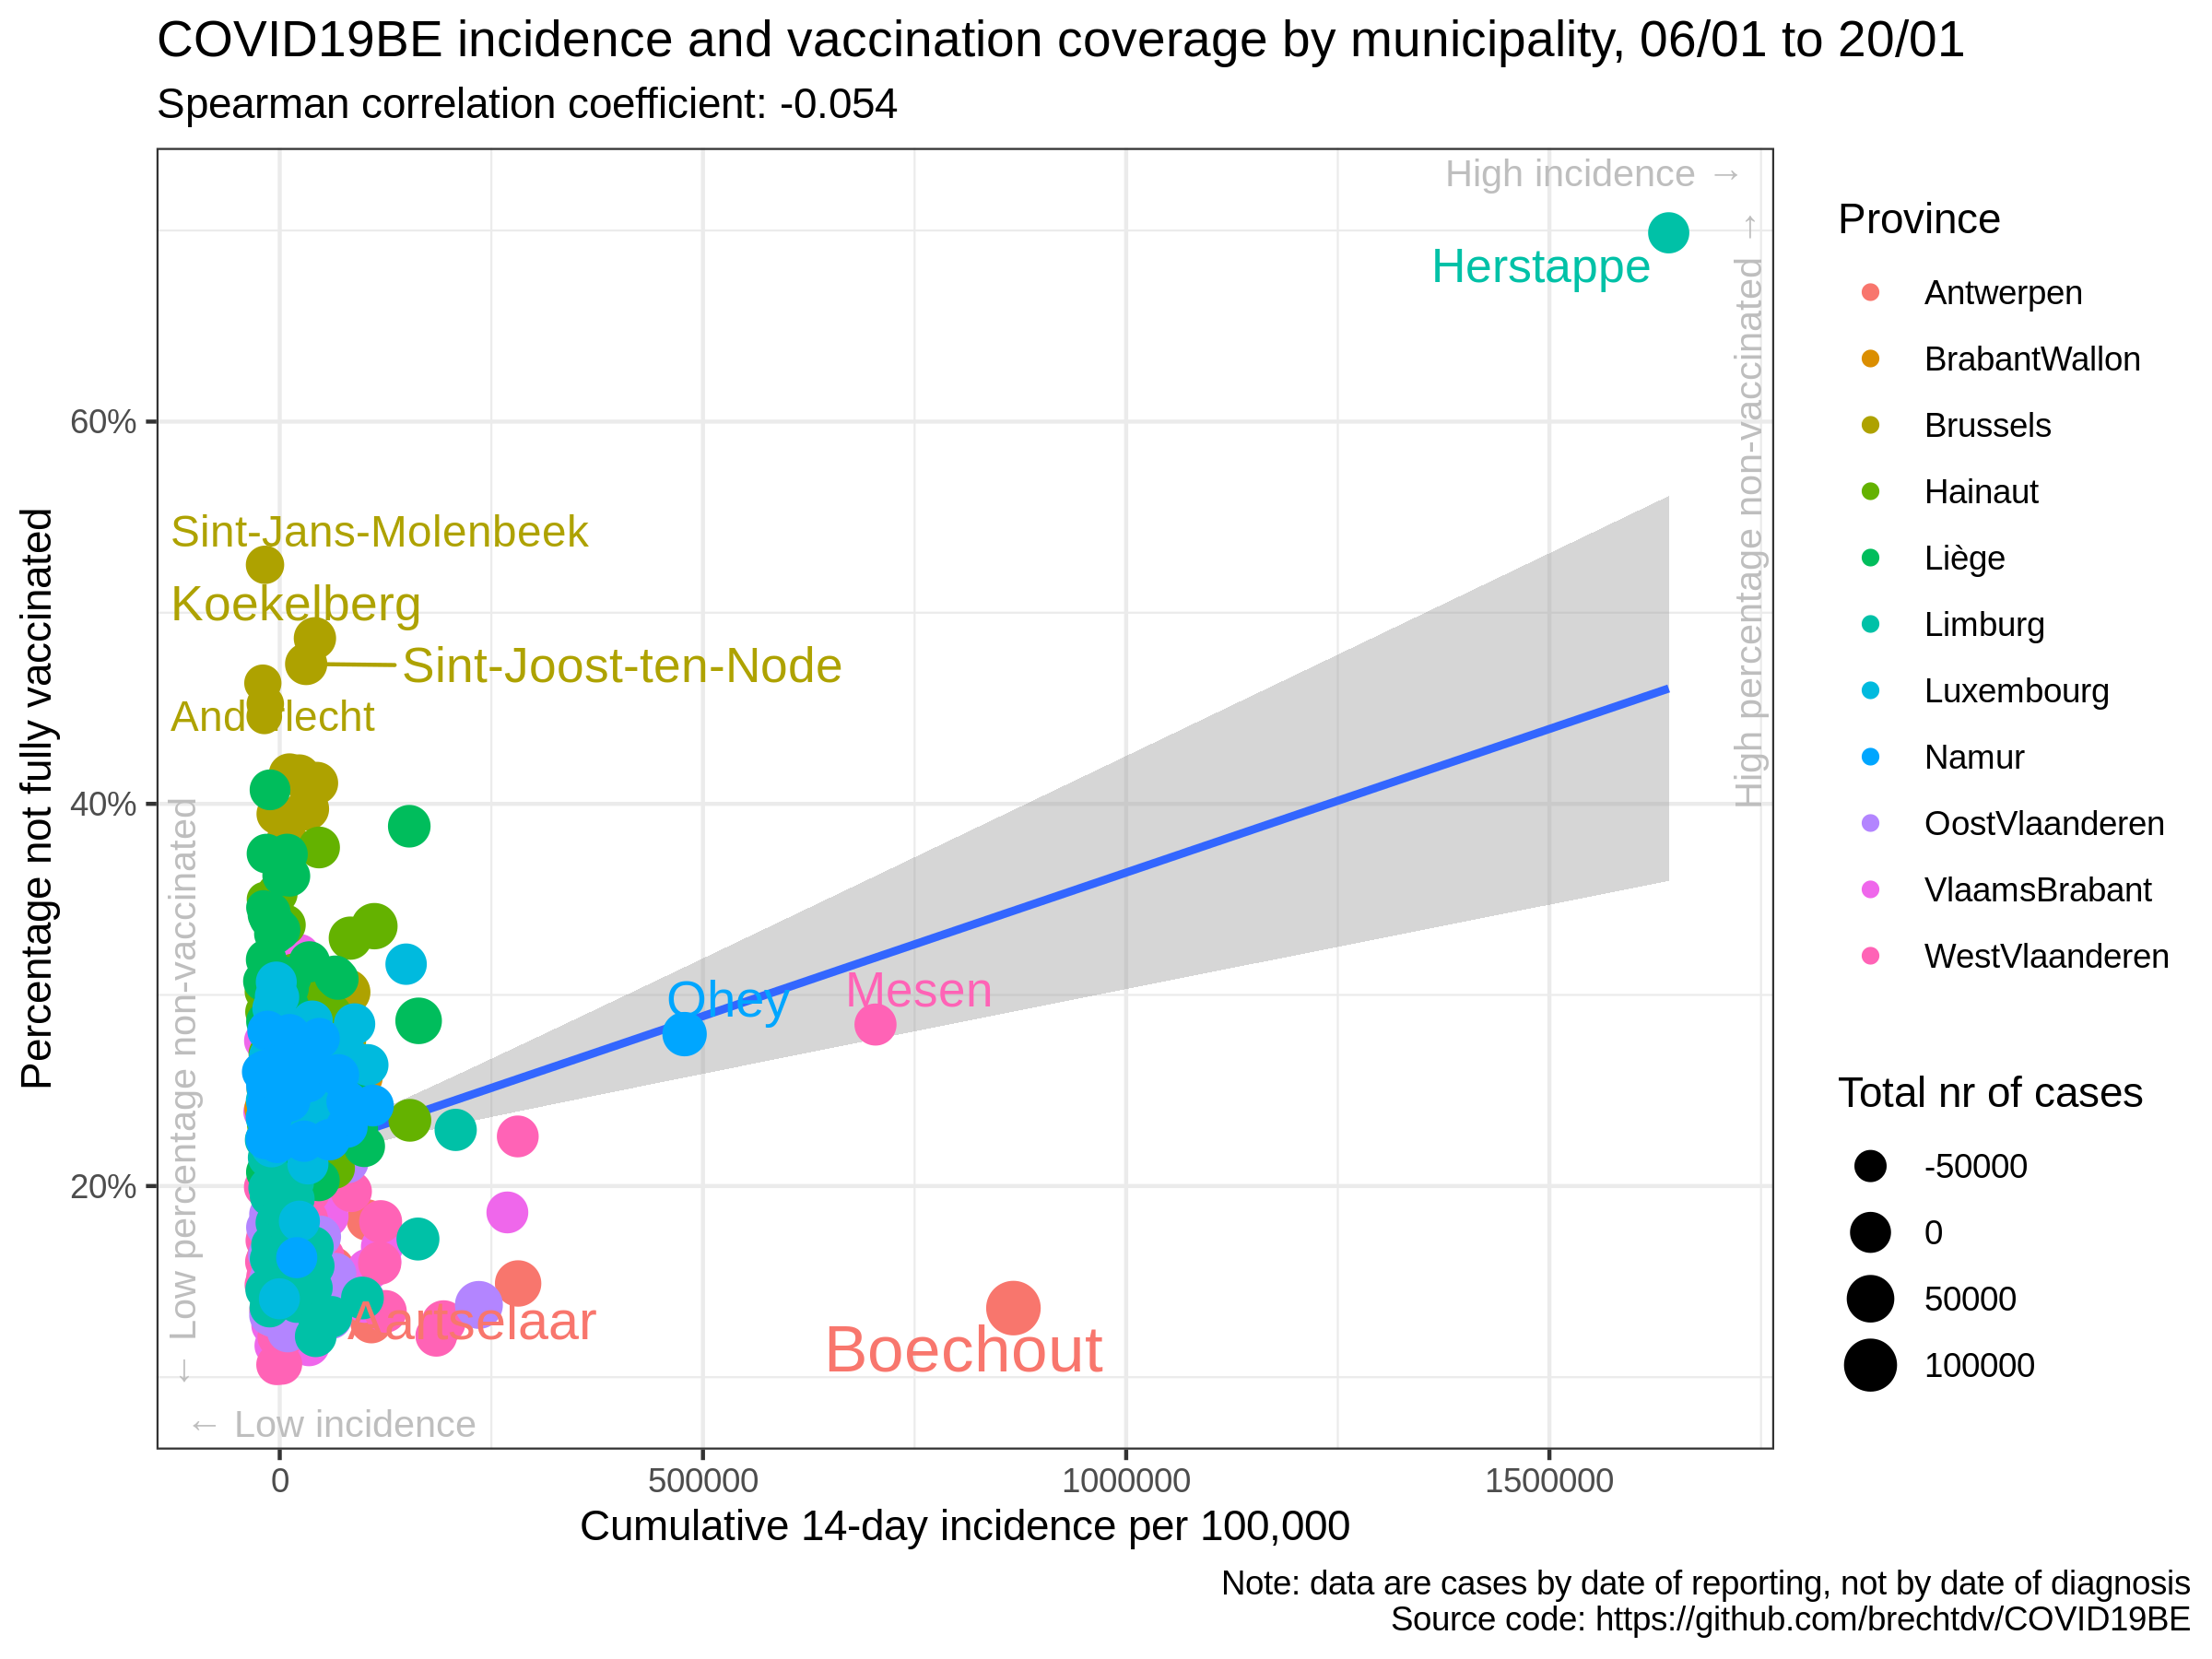 COVID19BE incidence and vaccination coverage by municipality, 06/01 to 20/01
Spearman correlation coefficient: -0.054
High incidence →
High percentage non-vaccinated →
Herstappe
Sint-Jans-Molenbeek
Koekelberg
Sint-Joost-ten-Node
Anderlecht
Ohey
Mesen
Aartselaar
Boechout
← Low percentage non-vaccinated
← Low incidence
60%
40%
20%
Percentage not fully vaccinated
0
500000
1000000
1500000
Cumulative 14-day incidence per 100,000
Province
Antwerpen
BrabantWallon
Brussels
Hainaut
Liège
Limburg
Luxembourg
Namur
OostVlaanderen
VlaamsBrabant
WestVlaanderen
Total nr of cases
-50000
0
50000
100000
Note: data are cases by date of reporting, not by date of diagnosis
Source code: https://github.com/brechtdv/COVID19BE